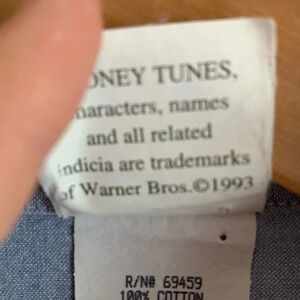 ONEY TUNES,
haracters, names
and all related
indicia are trademarks
of Warner Bros.©1993
R/N# 69459
100% COTTON